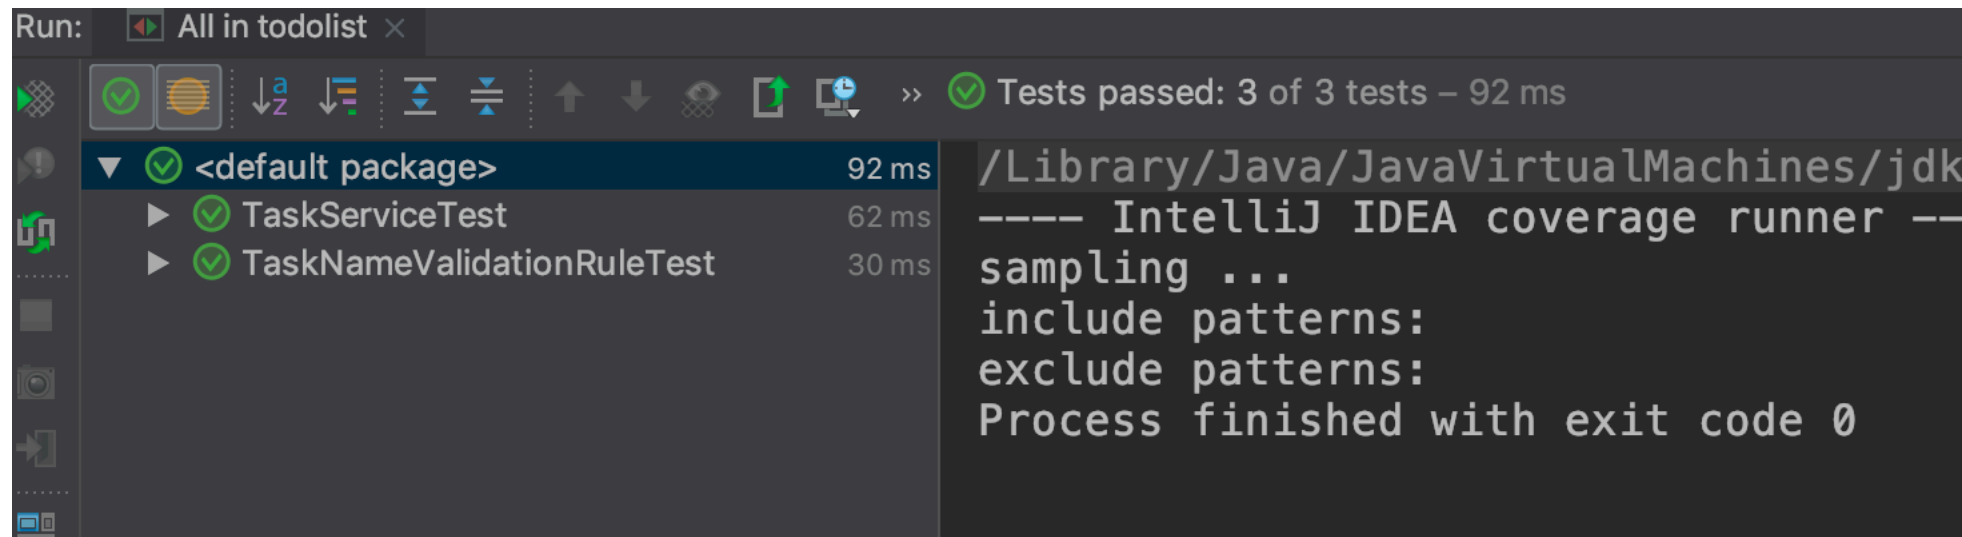 Run: All in todolist
Tests passed: 3 of 3 tests – 92 ms
<default package> 92 ms
TaskServiceTest 62 ms
TaskNameValidationRuleTest 30 ms
/Library/Java/JavaVirtualMachines/jdk
---- IntelliJ IDEA coverage runner --
sampling ...
include patterns:
exclude patterns:
Process finished with exit code 0